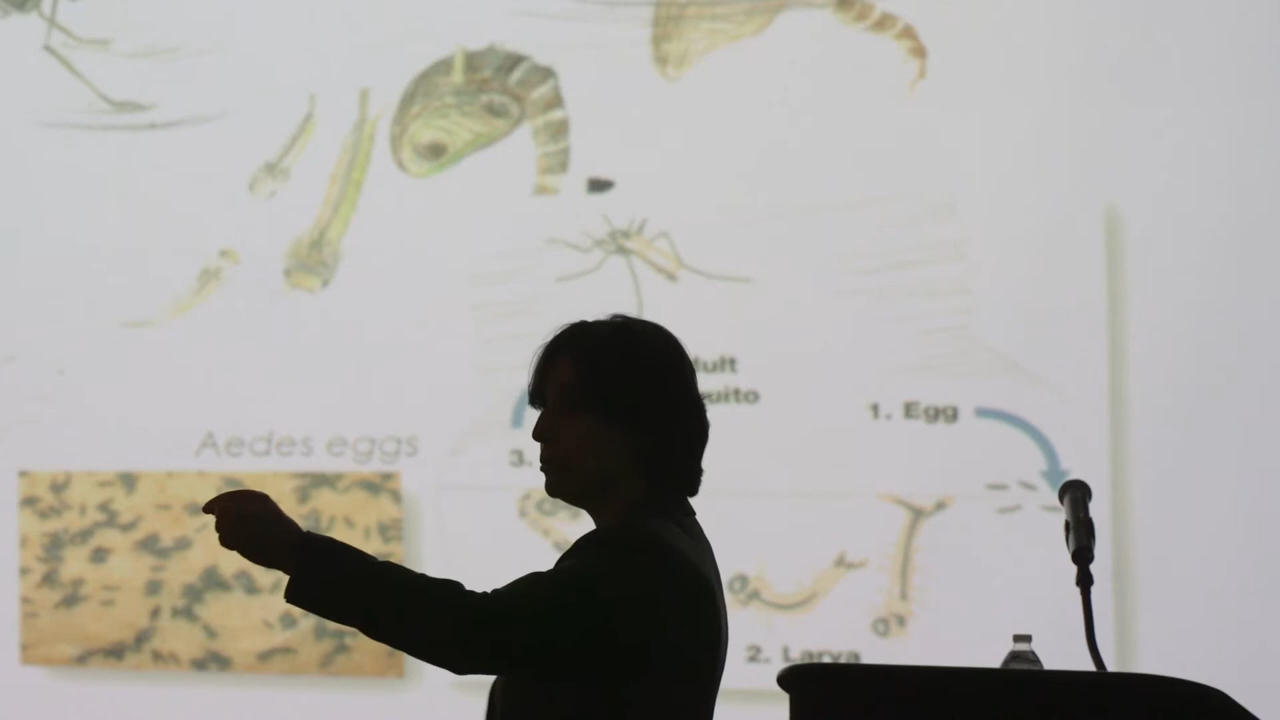 ult
uito
1. Egg
Aedes eggs
3.
2. Larva